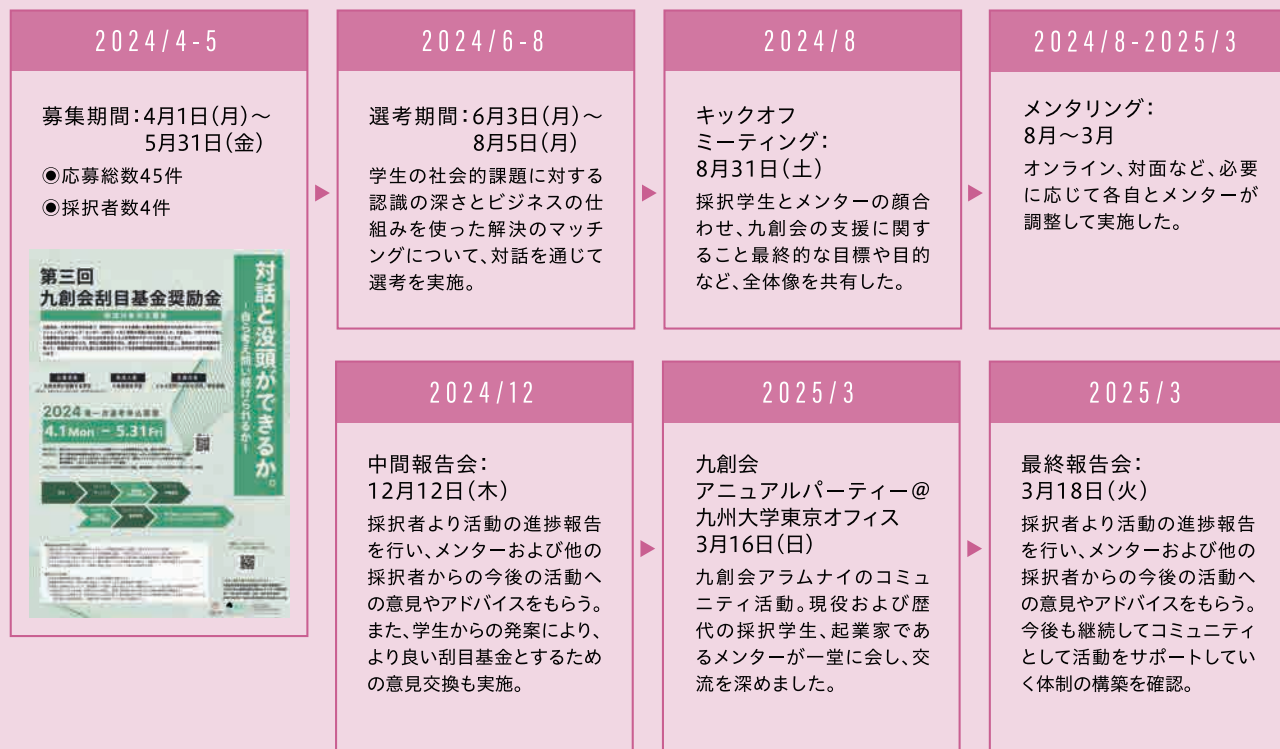 2024/4-5
募集期間：4月1日（月）～
5月31日（金）
◉応募総数45件
◉採択者数4件
第三回
九創会刮目基金奨励金
対話と没頭ができるか。
-自ら考え問い続けられるか-
2024 第一次選考申込期間
4.1Mon － 5.31Fri
2024/6-8
選考期間：6月3日（月）～
8月5日（月）
学生の社会的課題に対する
認識の深さとビジネスの仕
組みを使った解決のマッチ
ングについて、対話を通じて
選考を実施。
2024/8
キックオフ
ミーティング：
8月31日（土）
採択学生とメンターの顔合
わせ、九創会の支援に関す
ること最終的な目標や目的
など、全体像を共有した。
2024/8-2025/3
メンタリング：
8月～3月
オンライン、対面など、必要
に応じて各自とメンターが
調整して実施した。
2024/12
中間報告会：
12月12日（木）
採択者より活動の進捗報告
を行い、メンターおよび他の
採択者からの今後の活動へ
の意見やアドバイスをもらう。
また、学生からの発案により、
より良い刮目基金とするため
の意見交換も実施。
2025/3
九創会
アニュアルパーティー＠
九州大学東京オフィス
3月16日（日）
九創会アラムナイのコミュ
ニティ活動。現役および歴
代の採択学生、起業家であ
るメンターが一堂に会し、交
流を深めました。
2025/3
最終報告会：
3月18日（火）
採択者より活動の進捗報告
を行い、メンターおよび他の
採択者からの今後の活動へ
の意見やアドバイスをもらう。
今後も継続してコミュニティ
として活動をサポートしてい
く体制の構築を確認。